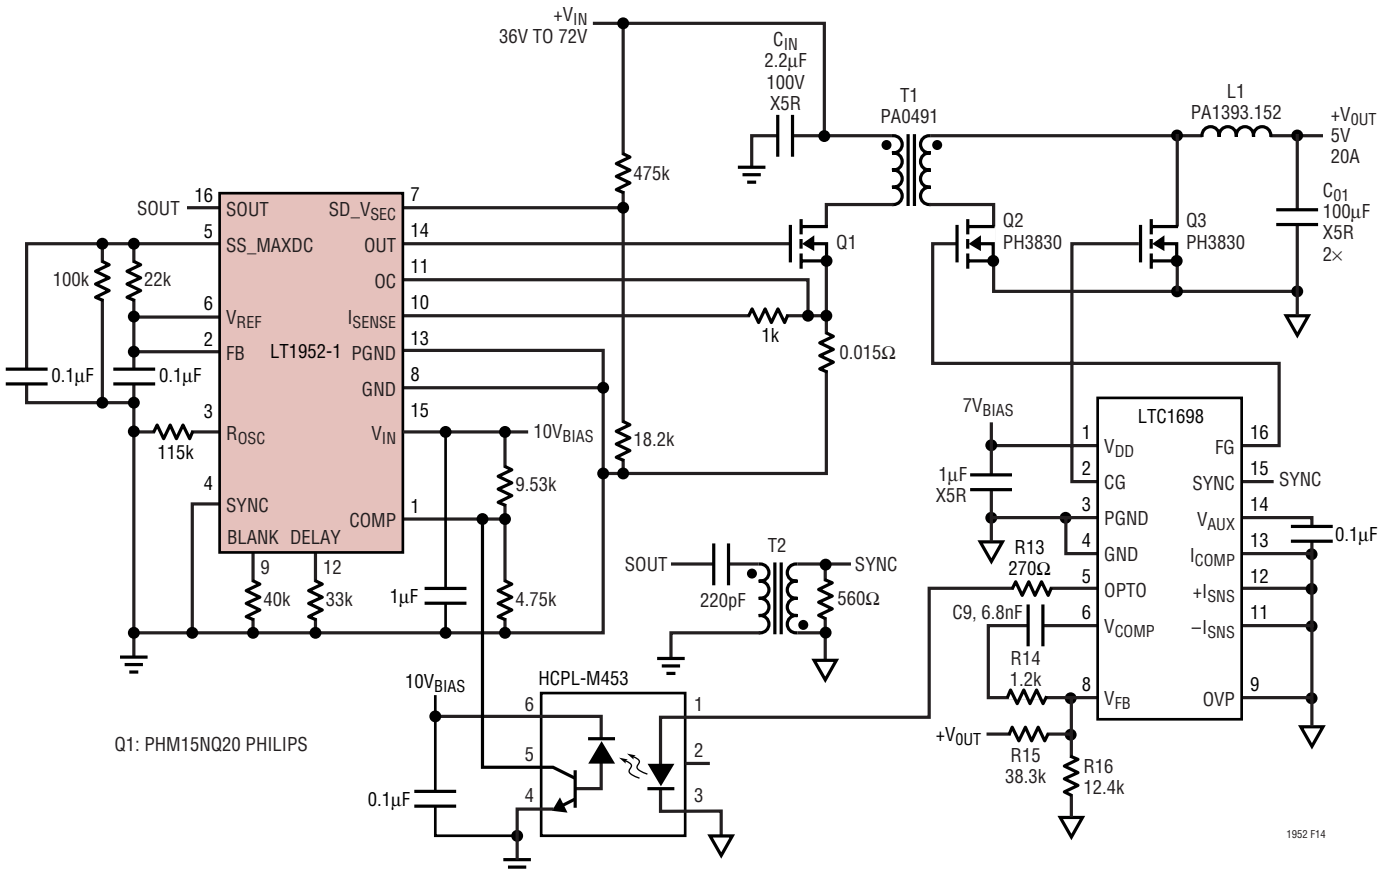 +VIN
36V TO 72V
CIN
2.2µF
100V
X5R
T1
PA0491
L1
PA1393.152
+VOUT
5V
20A
475k
CO1
100µF
X5R
2×
SOUT
16
SOUT
SD_VSEC
7
5
SS_MAXDC
OUT
14
Q1
Q2
PH3830
Q3
PH3830
100k
22k
OC
11
6
VREF
ISENSE
10
1k
2
FB
LT1952-1
PGND
13
0.015Ω
0.1µF
0.1µF
GND
8
3
ROSC
VIN
15
10VBIAS
18.2k
115k
7VBIAS
LTC1698
1
VDD
FG
16
9.53k
1µF
X5R
2
CG
SYNC
15
SYNC
4
SYNC
COMP
1
3
PGND
VAUX
14
0.1µF
BLANK
DELAY
4
GND
ICOMP
13
9
12
40k
33k
1µF
4.75k
SOUT
220pF
T2
SYNC
560Ω
R13
270Ω
5
OPTO
+ISNS
12
C9, 6.8nF
6
VCOMP
–ISNS
11
R14
1.2k
8
VFB
OVP
9
10VBIAS
HCPL-M453
6
1
5
2
4
3
0.1µF
+VOUT
R15
38.3k
R16
12.4k
Q1: PHM15NQ20 PHILIPS
1952 F14